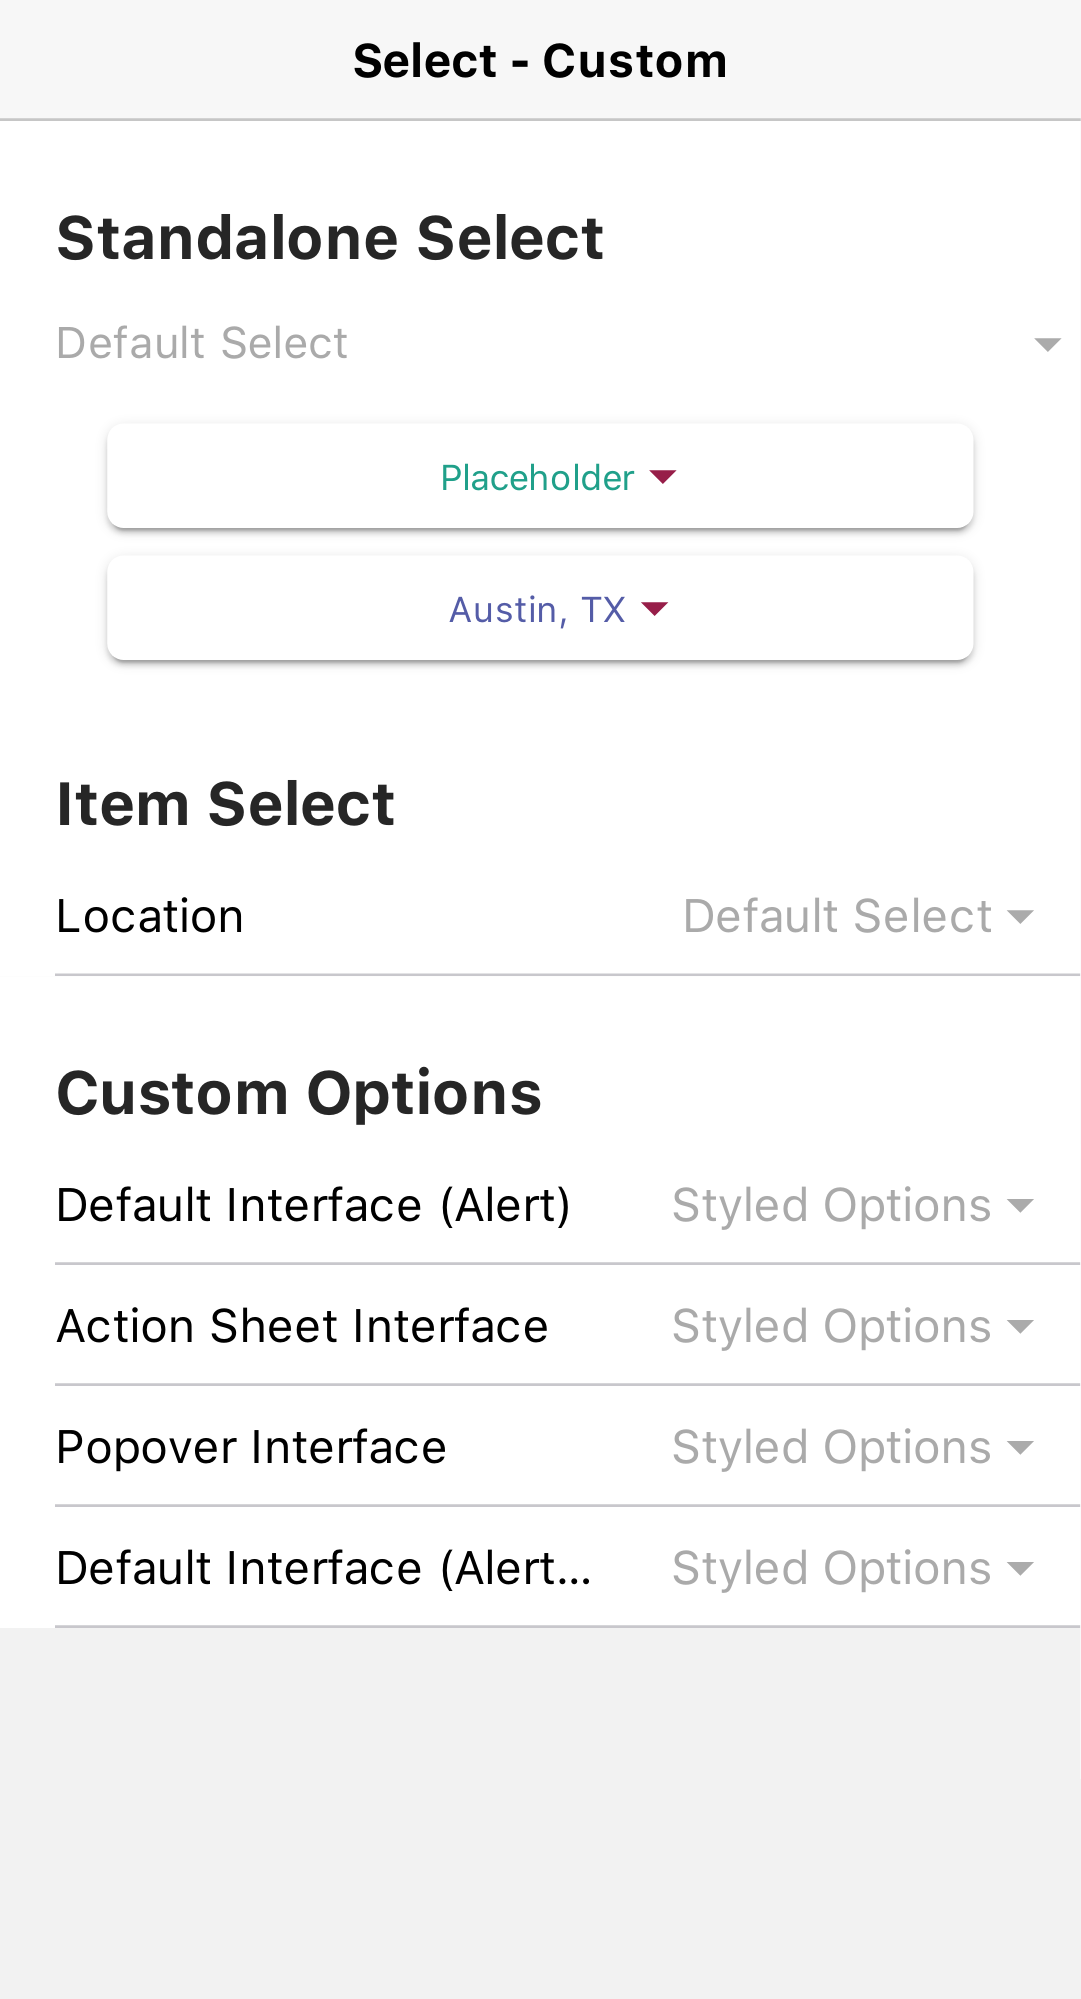 Select - Custom
Standalone Select
Default Select
Placeholder
Austin, TX
Item Select
Location Default Select
Custom Options
Default Interface (Alert) Styled Options
Action Sheet Interface Styled Options
Popover Interface Styled Options
Default Interface (Alert... Styled Options